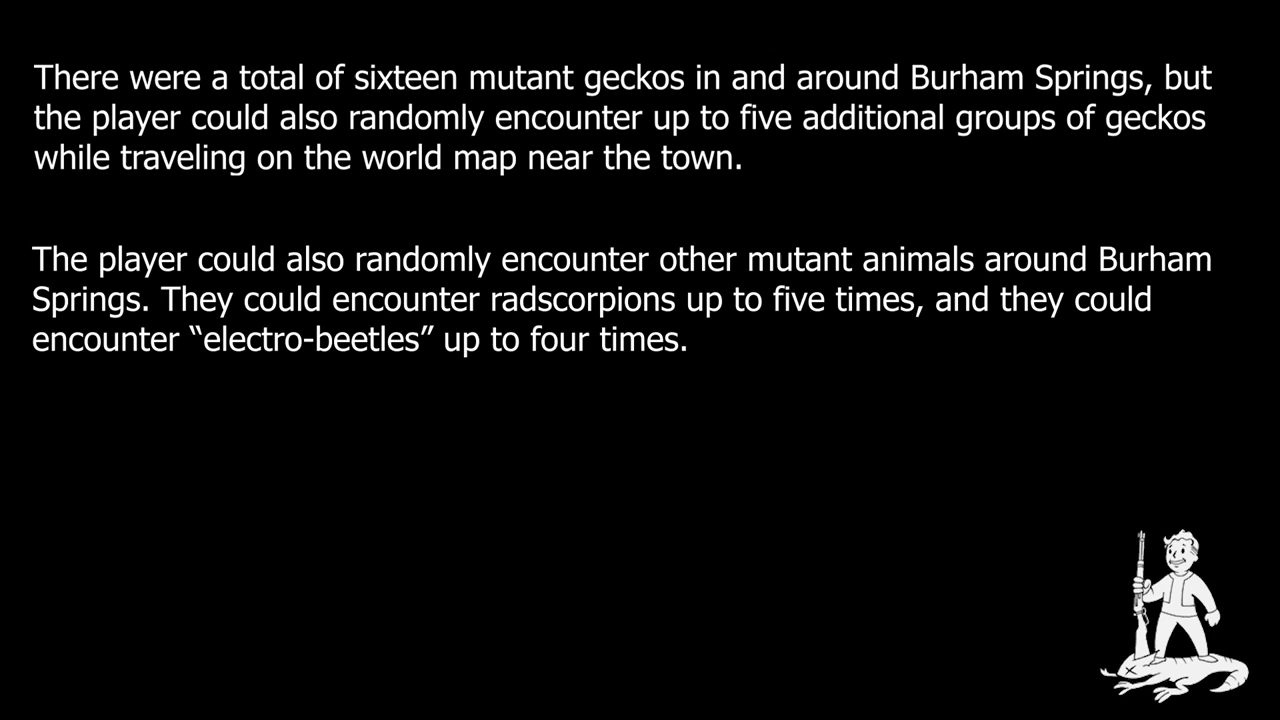 There were a total of sixteen mutant geckos in and around Burham Springs, but
the player could also randomly encounter up to five additional groups of geckos
while traveling on the world map near the town.
The player could also randomly encounter other mutant animals around Burham
Springs. They could encounter radscorpions up to five times, and they could
encounter “electro-beetles” up to four times.